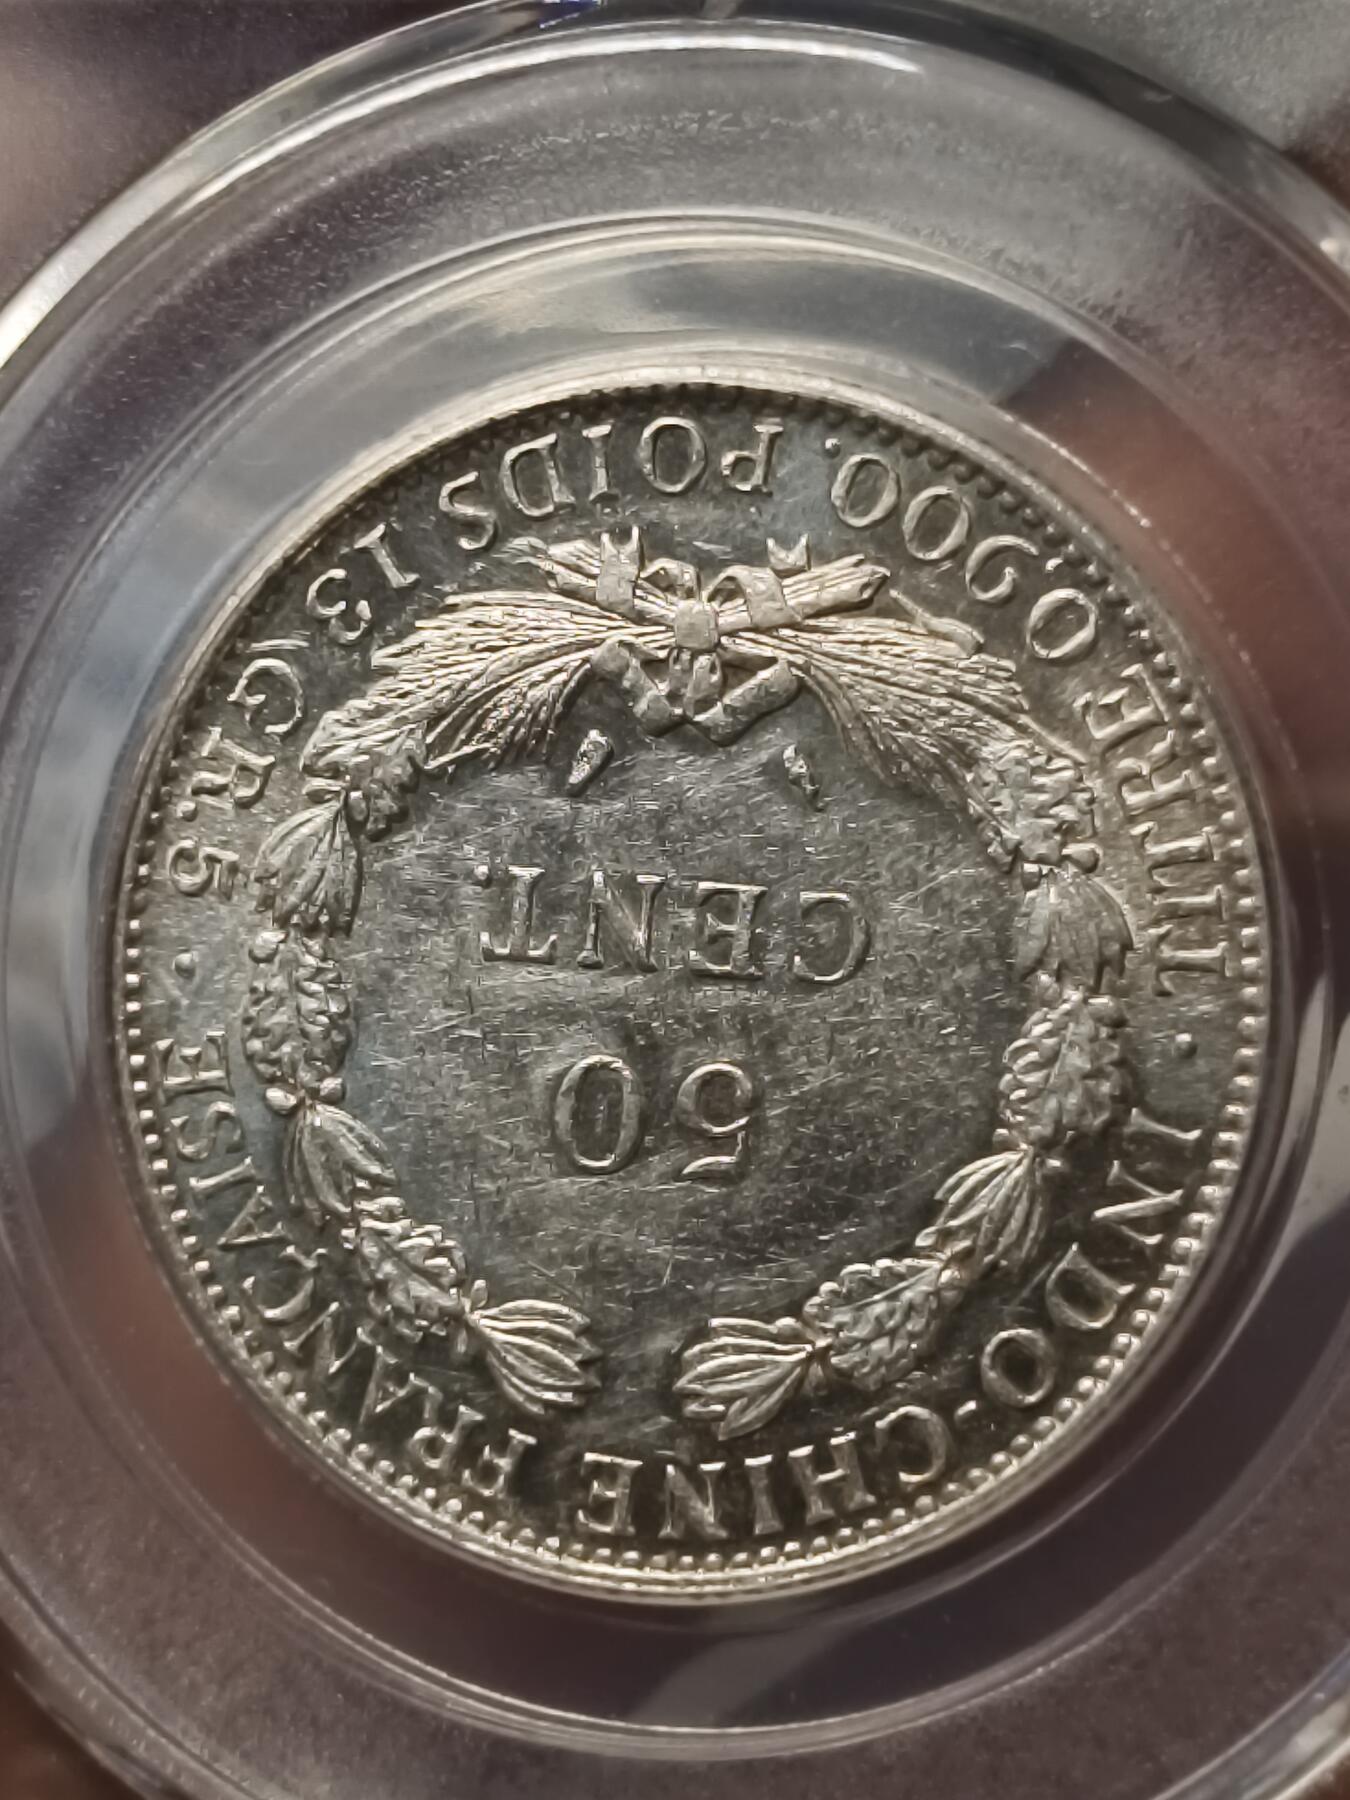 INDO-CHINE FRANÇAISE
50
CENT.
TITRE 0,900. POIDS 13 GR.5